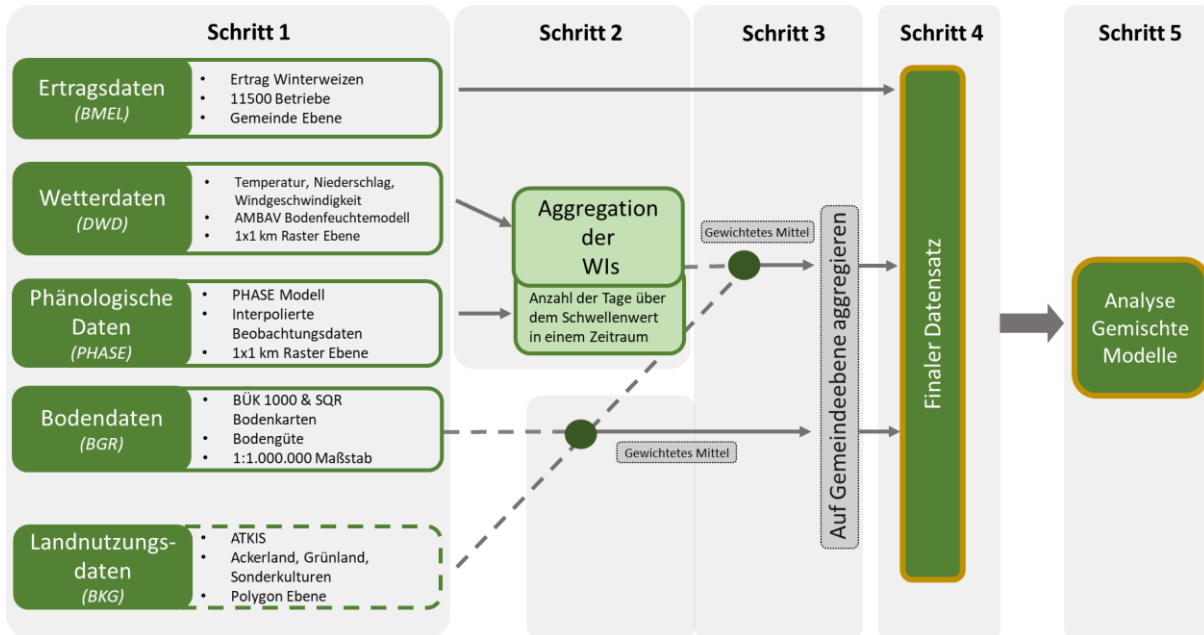 Schritt 1
Schritt 2
Schritt 3
Schritt 4
Schritt 5
Ertragsdaten
(BMEL)
• Ertrag Winterweizen
• 11500 Betriebe
• Gemeinde Ebene
Wetterdaten
(DWD)
• Temperatur, Niederschlag,
Windgeschwindigkeit
• AMBAV Bodenfeuchtemodell
• 1x1 km Raster Ebene
Phänologische
Daten
(PHASE)
• PHASE Modell
• Interpolierte
Beobachtungsdaten
• 1x1 km Raster Ebene
Bodendaten
(BGR)
• BÜK 1000 & SQR
Bodenkarten
• Bodengüte
• 1:1.000.000 Maßstab
Landnutzungs-
daten
(BKG)
• ATKIS
• Ackerland, Grünland,
Sonderkulturen
• Polygon Ebene
Aggregation
der
WIs
Anzahl der Tage über
dem Schwellenwert
in einem Zeitraum
Gewichtetes Mittel
Gewichtetes Mittel
Auf Gemeindeebene aggregieren
Finaler Datensatz
Analyse
Gemischte
Modelle